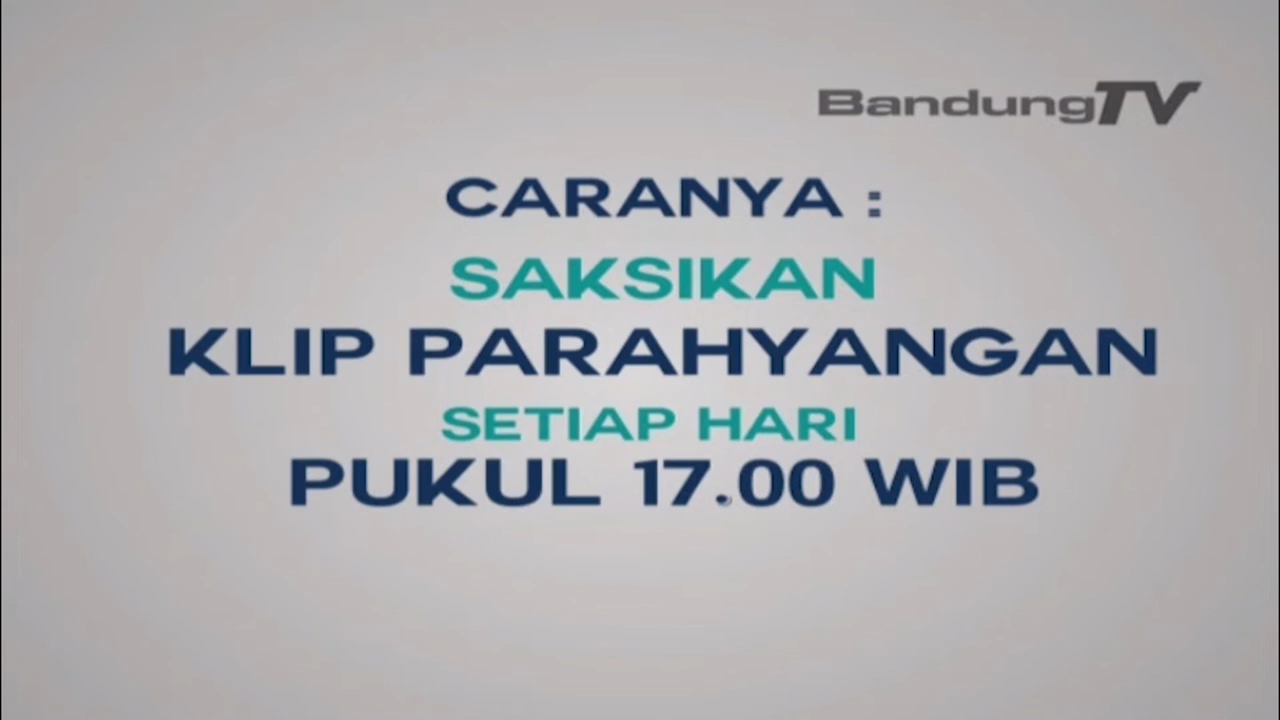 BandungTV
CARANYA :
SAKSIKAN
KLIP PARAHYANGAN
SETIAP HARI
PUKUL 17.00 WIB